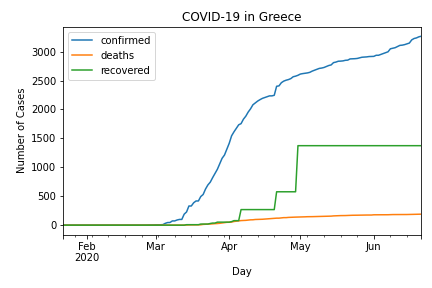 COVID-19 in Greece
confirmed
deaths
recovered
Number of Cases
3000
2500
2000
1500
1000
500
0
Feb
2020
Mar
Apr
May
Jun
Day